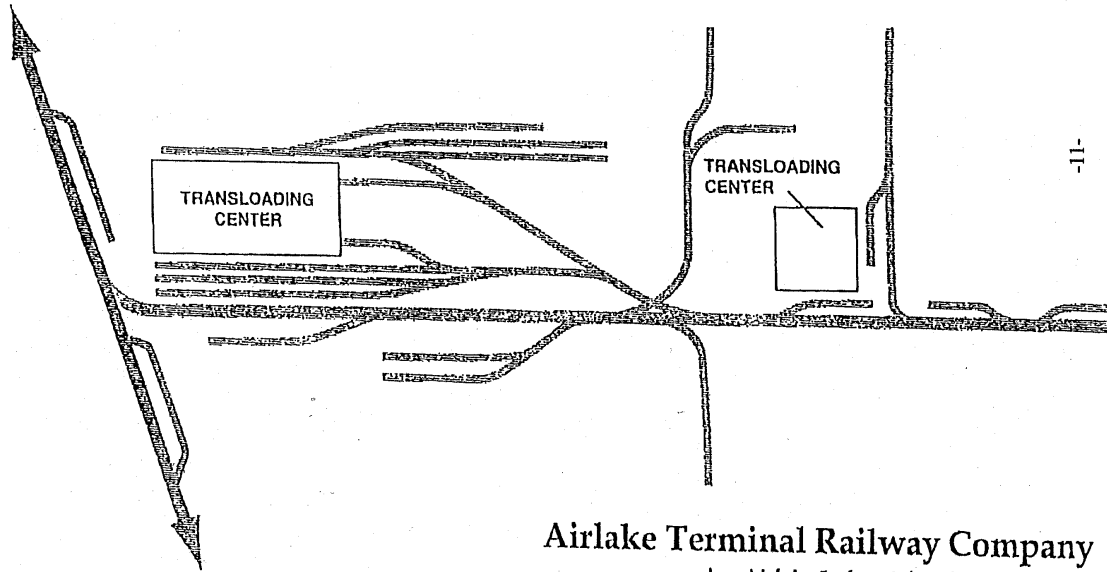 TRANSLOADING
CENTER
TRANSLOADING
CENTER
-11-
Airlake Terminal Railway Company